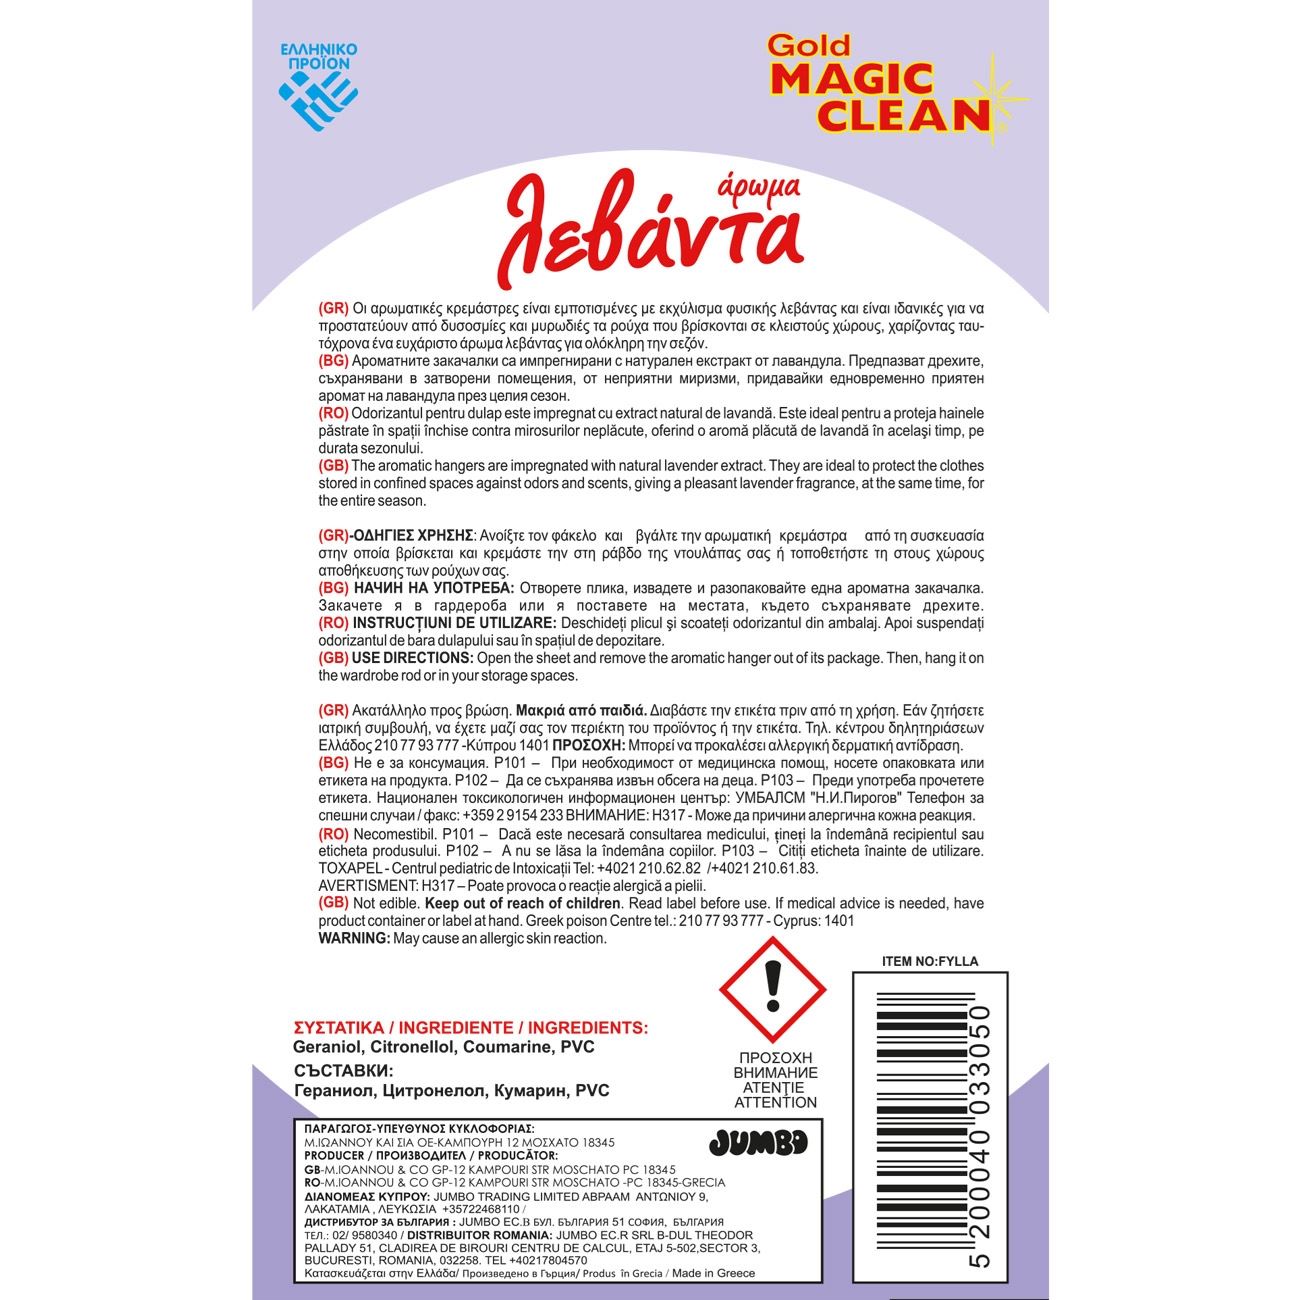 ΕΛΛΗΝΙΚΟ
ΠΡΟΪΟΝ
Gold
MAGIC
CLEAN
άρωμα
λεβάντα
(GR) Οι αρωματικές κρεμάστρες είναι εμποτισμένες με εκχύλισμα φυσικής λεβάντας και είναι ιδανικές για να
προστατεύουν από δυσοσμίες και μυρωδιές τα ρούχα που βρίσκονται σε κλειστούς χώρους, χαρίζοντας ταυ-
τόχρονα ένα ευχάριστο άρωμα λεβάντας για ολόκληρη την σεζόν.
(BG) Ароматните закачалки са импрегнирани с натурален екстракт от лавандула. Предпазват дрехите,
съхранявани в затворени помещения, от неприятни миризми, придавайки едновременно приятен
аромат на лавандула през целия сезон.
(RO) Odorizantul pentru dulap este impregnat cu extract natural de lavandă. Este ideal pentru a proteja hainele
păstrate în spații închise contra mirosurilor neplăcute, oferind o aromă plăcută de lavandă în același timp, pe
durata sezonului.
(GB) The aromatic hangers are impregnated with natural lavender extract. They are ideal to protect the clothes
stored in confined spaces against odors and scents, giving a pleasant lavender fragrance, at the same time, for
the entire season.
(GR)-ΟΔΗΓΙΕΣ ΧΡΗΣΗΣ: Ανοίξτε τον φάκελο και βγάλτε την αρωματική κρεμάστρα από τη συσκευασία
στην οποία βρίσκεται και κρεμάστε την στη ράβδο της ντουλάπας σας ή τοποθετήστε τη στους χώρους
αποθήκευσης των ρούχων σας.
(BG) НАЧИН НА УПОТРЕБА: Отворете плика, извадете и разопаковайте една ароматна закачалка.
Закачете я в гардероба или я поставете на местата, където съхранявате дрехите.
(RO) INSTRUCȚIUNI DE UTILIZARE: Deschideți plicul și scoateți odorizantul din ambalaj. Apoi suspendați
odorizantul de bara dulapului sau în spațiul de depozitare.
(GB) USE DIRECTIONS: Open the sheet and remove the aromatic hanger out of its package. Then, hang it on
the wardrobe rod or in your storage spaces.
(GR) Ακατάλληλο προς βρώση. Μακριά από παιδιά. Διαβάστε την ετικέτα πριν από τη χρήση. Εάν ζητήσετε
ιατρική συμβουλή, να έχετε μαζί σας τον περιέκτη του προϊόντος ή την ετικέτα. Τηλ. κέντρου δηλητηριάσεων
Ελλάδος 210 77 93 777 -Κύπρου 1401 ΠΡΟΣΟΧΗ: Μπορεί να προκαλέσει αλλεργική δερματική αντίδραση.
(BG) Не е за консумация. P101 – При необходимост от медицинска помощ, носете опаковката или
етикета на продукта. P102 – Да се съхранява извън обсега на деца. P103 – Преди употреба прочетете
етикета. Национален токсикологичен информационен център: УМБАЛСМ "Н.И.Пирогов" Телефон за
спешни случаи / факс: +359 2 9154 233 ВНИМАНИЕ: H317 - Може да причини алергична кожна реакция.
(RO) Necomestibil. P101 – Dacă este necesară consultarea medicului, țineți la îndemână recipientul sau
eticheta produsului. P102 – A nu se lăsa la îndemâna copiilor. P103 – Citiți eticheta înainte de utilizare.
TOXAPEL - Centrul pediatric de Intoxicații Tel: +4021 210.62.82 /+4021 210.61.83.
AVERTISMENT: H317 – Poate provoca o reacție alergică a pielii.
(GB) Not edible. Keep out of reach of children. Read label before use. If medical advice is needed, have
product container or label at hand. Greek poison Centre tel.: 210 77 93 777 - Cyprus: 1401
WARNING: May cause an allergic skin reaction.
ITEM NO:FYLLA
ΣΥΣΤΑΤΙΚΑ / INGREDIENTE / INGREDIENTS:
Geraniol, Citronellol, Coumarine, PVC
СЪСТАВКИ:
Гераниол, Цитронелол, Кумарин, PVC
ΠΡΟΣΟΧΗ
ВНИМАНИЕ
ATENȚIE
ATTENTION
5 200040 033050
ΠΑΡΑΓΩΓΟΣ-ΥΠΕΥΘΥΝΟΣ ΚΥΚΛΟΦΟΡΙΑΣ:
Μ.ΙΩΑΝΝΟΥ ΚΑΙ ΣΙΑ ΟΕ-ΚΑΜΠΟΥΡΗ 12 ΜΟΣΧΑΤΟ 18345
PRODUCER / ПРОИЗВОДИТЕЛ / PRODUCĂTOR:
GB-M.IOANNOU & CO GP-12 KAMPOURI STR MOSCHATO PC 18345
RO-M.IOANNOU & CO GP-12 KAMPOURI STR MOSCHATO -PC 18345-GRECIA
ΔΙΑΝΟΜΕΑΣ ΚΥΠΡΟΥ: JUMBO TRADING LIMITED ΑΒΡΑΑΜ ΑΝΤΩΝΙΟΥ 9,
ΛΑΚΑΤΑΜΙΑ , ΛΕΥΚΩΣΙΑ +35722468110 /
ДИСТРИБУТОР ЗА БЪЛГАРИЯ : JUMBO EC.B БУЛ. БЪЛГАРИЯ 51 СОФИЯ, БЪЛГАРИЯ
ТЕЛ.: 02/ 9580340 / DISTRIBUITOR ROMANIA: JUMBO EC.R SRL B-DUL THEODOR
PALLADY 51, CLADIREA DE BIROURI CENTRU DE CALCUL, ETAJ 5-502,SECTOR 3,
BUCURESTI, ROMANIA, 032258. TEL +40217804570
Κατασκευάζεται στην Ελλάδα/ Произведено в Гърция/ Produs în Grecia / Made in Greece
JUMBO